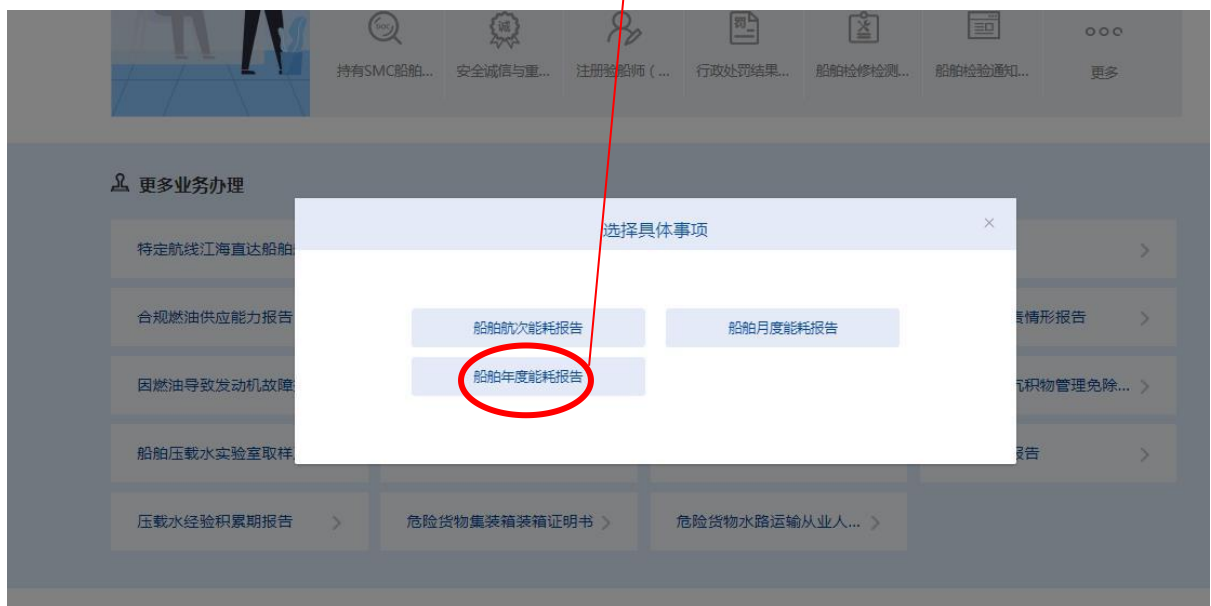 持有SMC船舶... 安全诚信与重... 注册验船师 ( ... 行政处罚结果... 船舶检修检测... 船舶检验通知... 更多
更多业务办理
选择具体事项
特定航线江海直达船舶
合规燃油供应能力报告
船舶航次能耗报告 船舶月度能耗报告
情形报告
因燃油导致发动机故障
船舶年度能耗报告
积物管理免除...
船舶压载水实验室取样
报告
压载水经验积累期报告 危险货物集装箱装箱证明书 危险货物水路运输从业人...